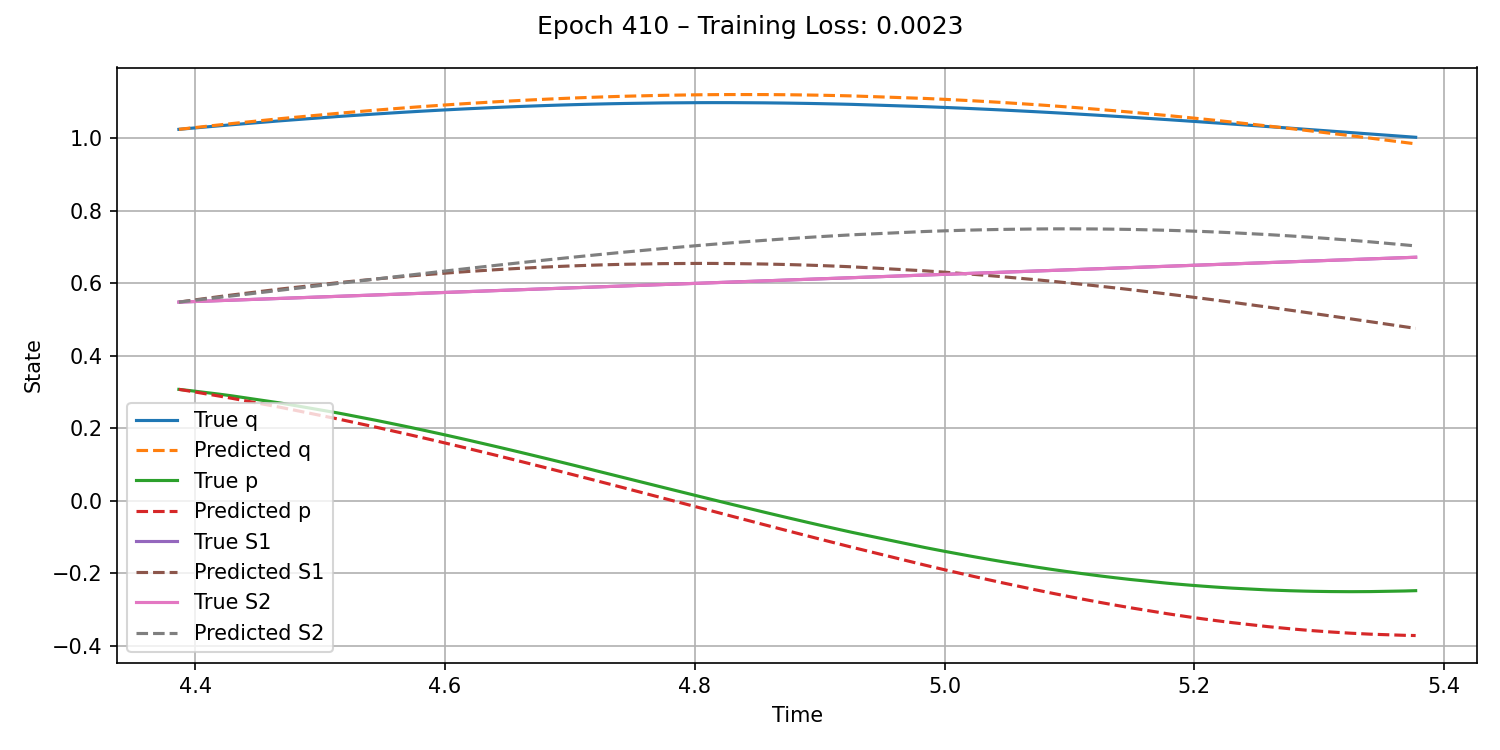 Epoch 410 – Training Loss: 0.0023
State
1.0
0.8
0.6
0.4
0.2
0.0
−0.2
−0.4
True q
Predicted q
True p
Predicted p
True S1
Predicted S1
True S2
Predicted S2
4.4 4.6 4.8 5.0 5.2 5.4
Time